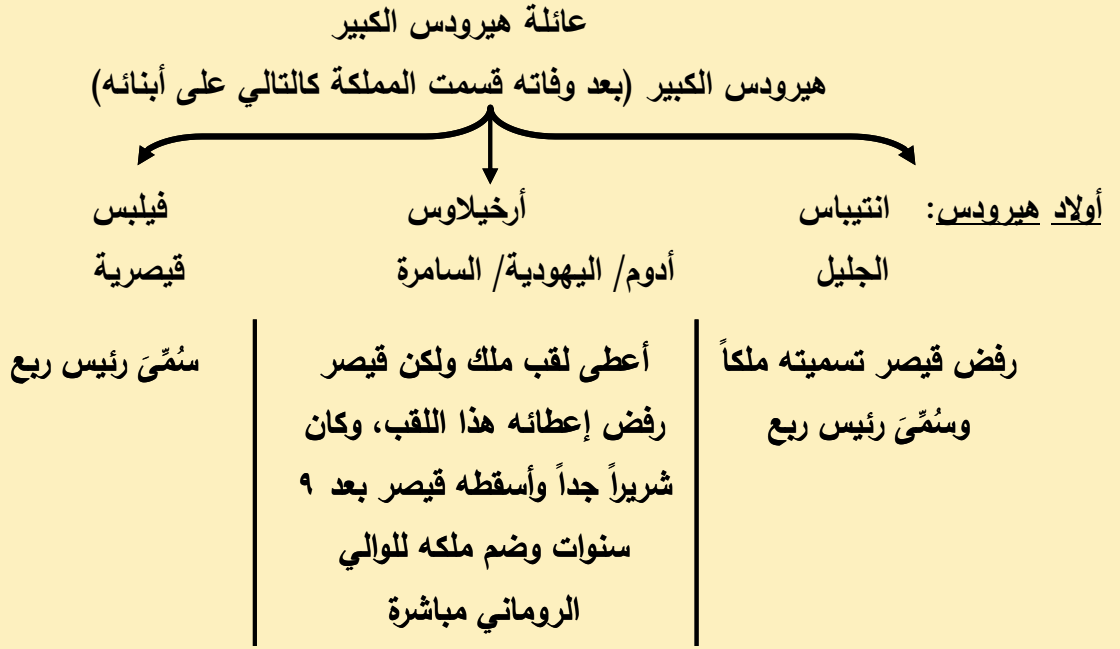 عائلة هيرودس الكبير
هيرودس الكبير (بعد وفاته قسمت المملكة كالتالي على أبنائه)
أولاد هيرودس: انتيباس أرخيلاوس فيلبس
الجليل أدوم/ اليهودية/ السامرة قيصرية
رفض قيصر تسميته ملكاً أعطى لقب ملك ولكن قيصر سُمِّىَ رئيس ربع
وسُمِّىَ رئيس ربع رفض إعطائه هذا اللقب، وكان
شريراً جداً وأسقطه قيصر بعد ٩
سنوات وضم ملكه للوالي
الروماني مباشرة